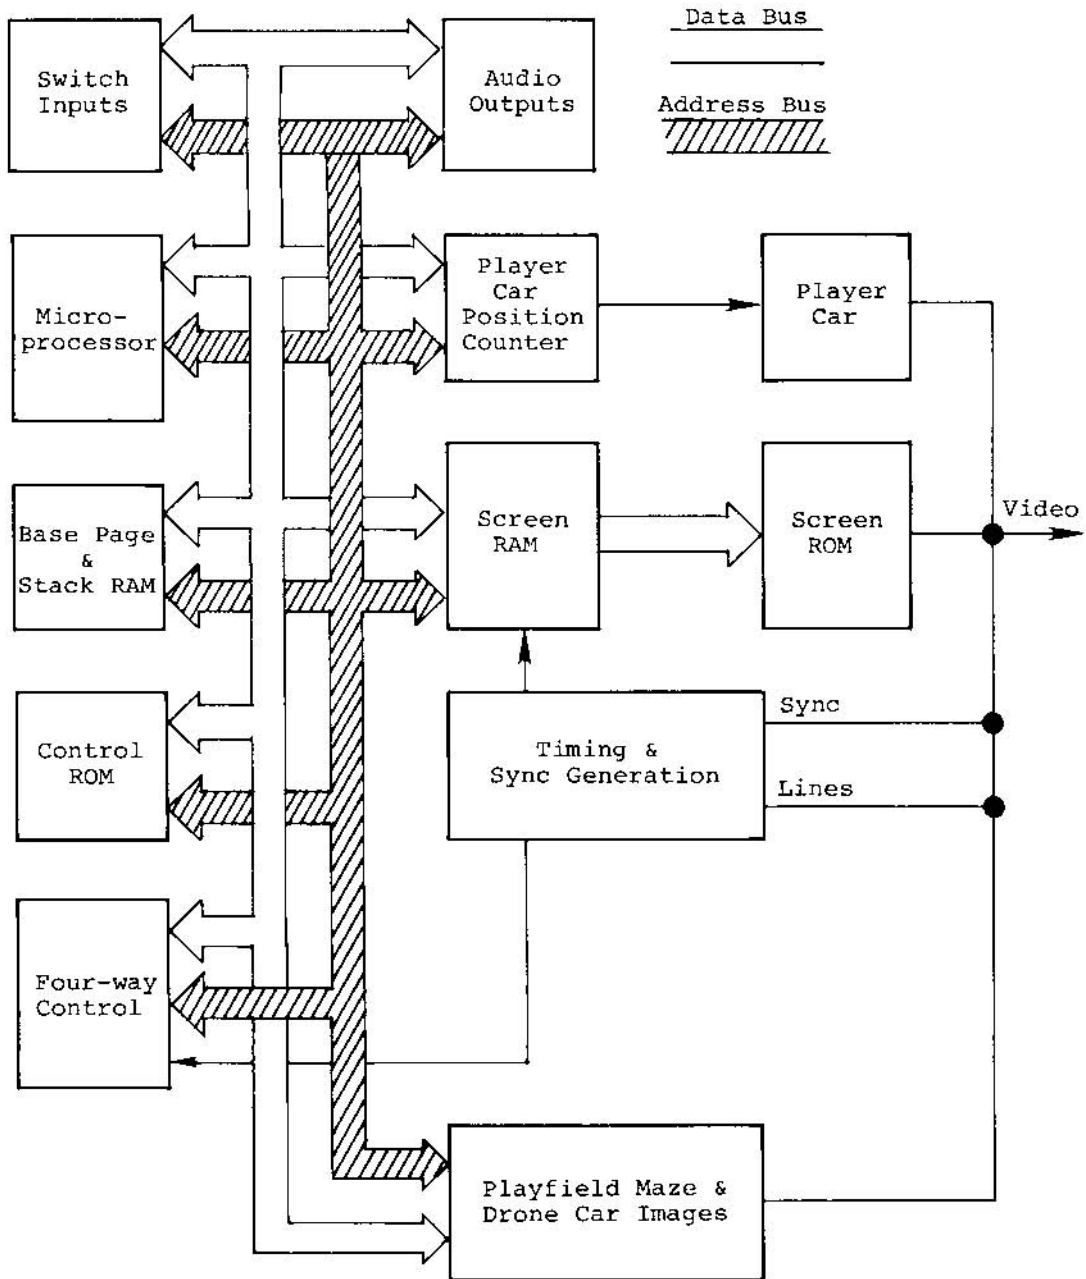 Data Bus
Switch
Inputs
Audio
Outputs
Address Bus
Micro-
processor
Player
Car
Position
Counter
Player
Car
Base Page
&
Stack RAM
Screen
RAM
Screen
ROM
Video
Control
ROM
Timing &
Sync Generation
Sync
Lines
Four-way
Control
Playfield Maze &
Drone Car Images